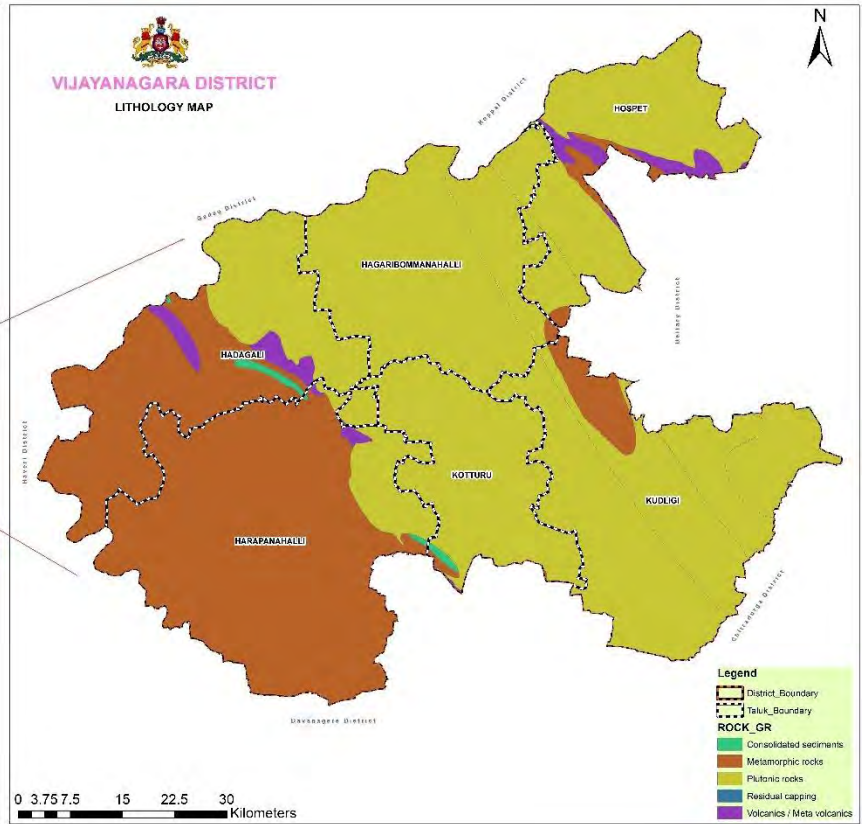 N
VIJAYANAGARA DISTRICT
LITHOLOGY MAP
HOSPET
Koppal District
Gadag District
HAGARIBOMMANAHALLI
Bellary District
HADAGALI
Haveri District
KOTTURU
KUDLIGI
HARAPANAHALLI
Chitradurga District
Davanagere District
Legend
District_Boundary
Taluk_Boundary
ROCK_GR
Consolidated sediments
Metamorphic rocks
Plutonic rocks
Residual capping
Volcanics / Meta volcanics
0 3.75 7.5 15 22.5 30
Kilometers